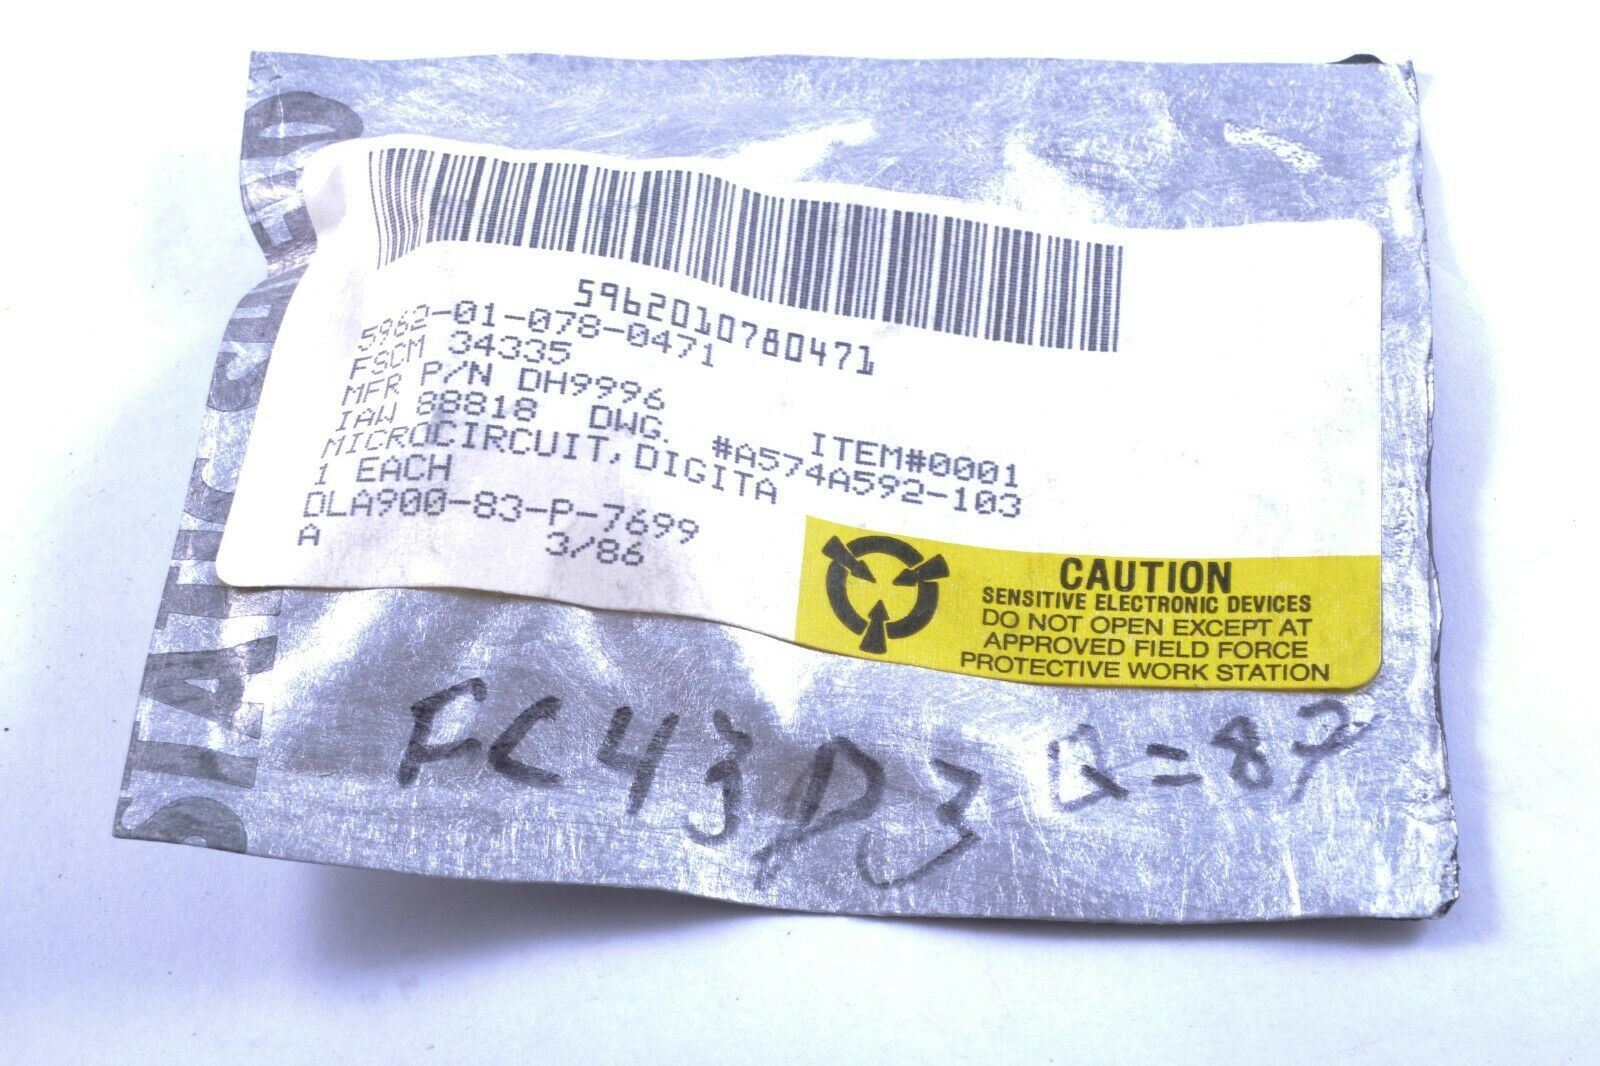 STATIC SHIELD
5962010780471
5962-01-078-0471
FSCM 34335
MFR P/N DH9996 ITEM#0001
IAW 88818 DWG. #A574A592-103
MICROCIRCUIT,DIGITA
1 EACH
DLA900-83-P-7699
A 3/86
CAUTION
SENSITIVE ELECTRONIC DEVICES
DO NOT OPEN EXCEPT AT
APPROVED FIELD FORCE
PROTECTIVE WORK STATION
FC43D3